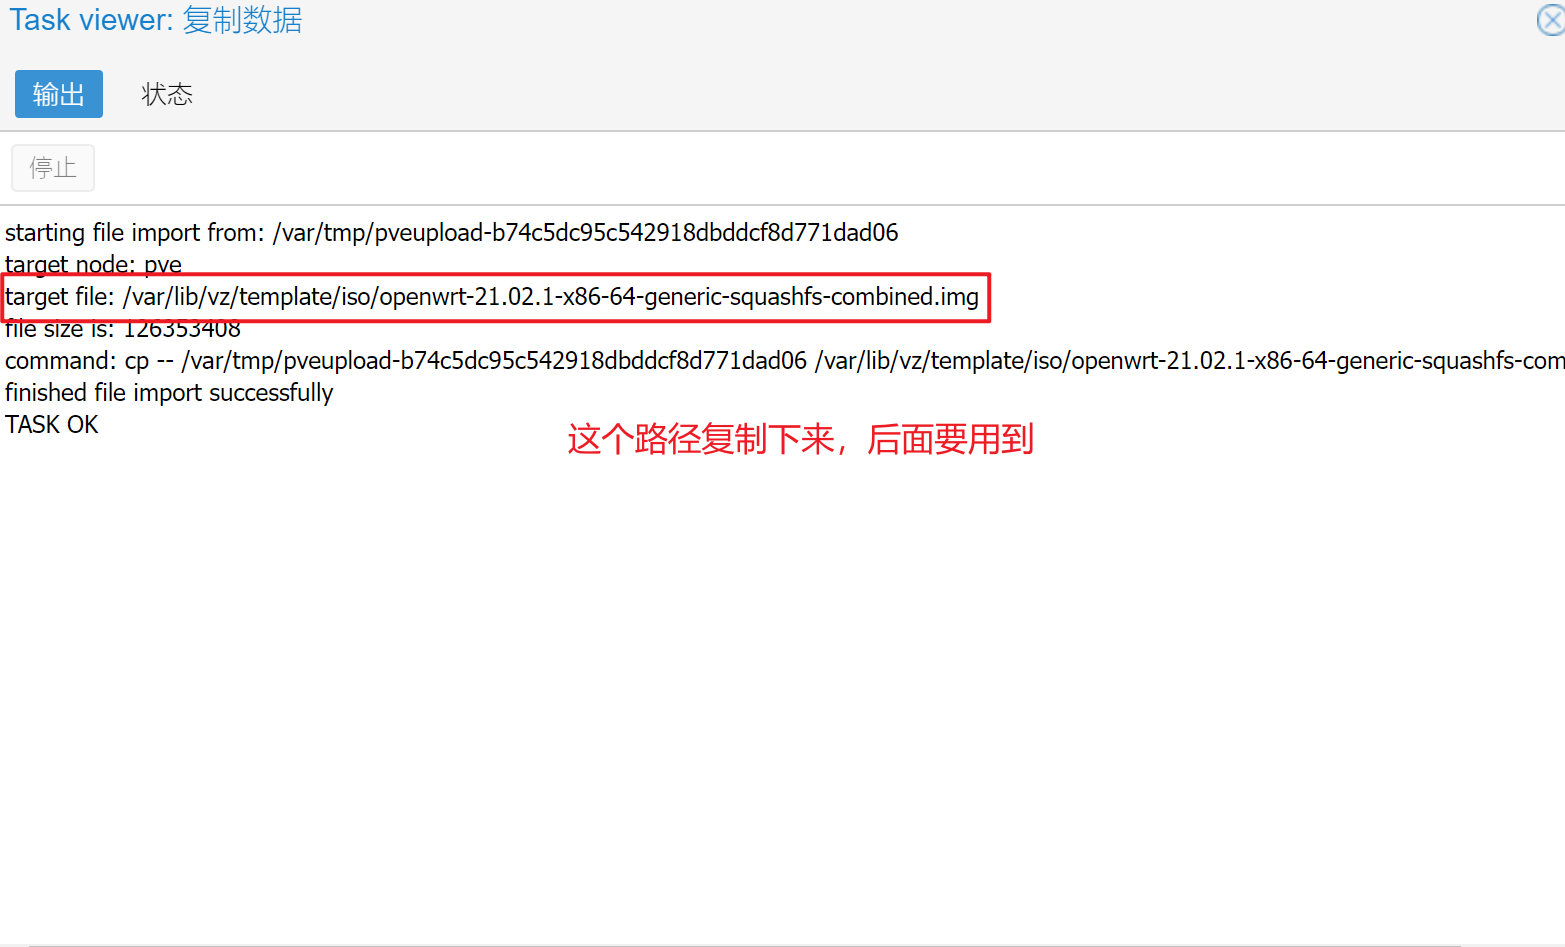 Task viewer: 复制数据
输出 状态
停止
starting file import from: /var/tmp/pveupload-b74c5dc95c542918dbddcf8d771dad06
target node: pve
target file: /var/lib/vz/template/iso/openwrt-21.02.1-x86-64-generic-squashfs-combined.img
file size is: 126353408
command: cp -- /var/tmp/pveupload-b74c5dc95c542918dbddcf8d771dad06 /var/lib/vz/template/iso/openwrt-21.02.1-x86-64-generic-squashfs-com
finished file import successfully
TASK OK
这个路径复制下来，后面要用到